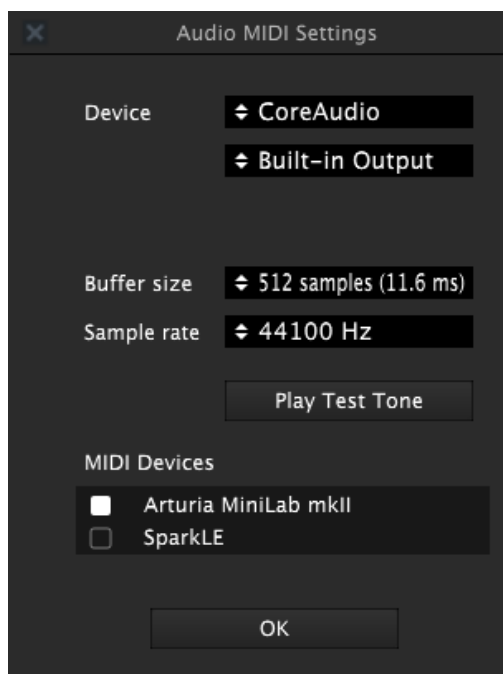 Audio MIDI Settings
Device
CoreAudio
Built-in Output
Buffer size
512 samples (11.6 ms)
Sample rate
44100 Hz
Play Test Tone
MIDI Devices
Arturia MiniLab mkII
SparkLE
OK